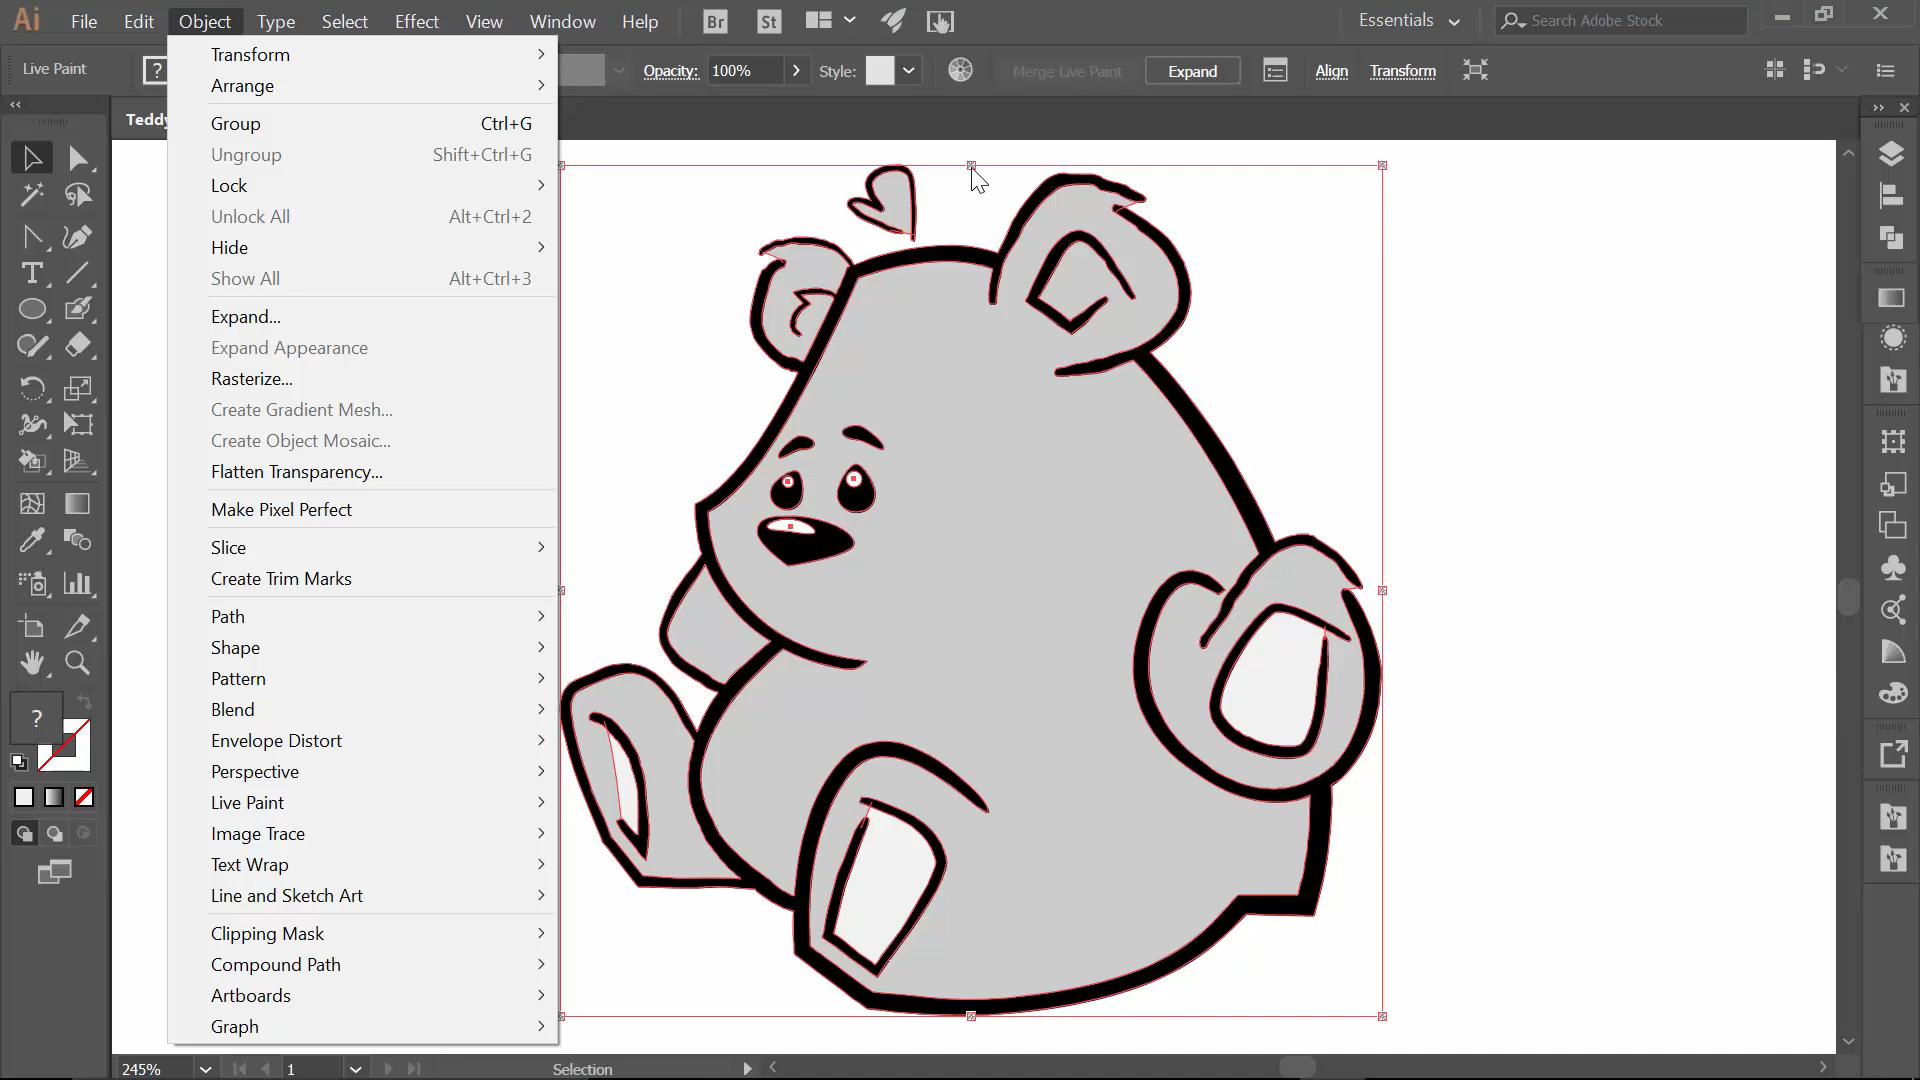 Ai File Edit Object Type Select Effect View Window Help Br St Essentials Search Adobe Stock
Live Paint ? Opacity: 100% Style: Merge Live Paint Expand Align Transform
Teddy
Transform
Arrange
Group Ctrl+G
Ungroup Shift+Ctrl+G
Lock
Unlock All Alt+Ctrl+2
Hide
Show All Alt+Ctrl+3
Expand...
Expand Appearance
Rasterize...
Create Gradient Mesh...
Create Object Mosaic...
Flatten Transparency...
Make Pixel Perfect
Slice
Create Trim Marks
Path
Shape
Pattern
Blend
Envelope Distort
Perspective
Live Paint
Image Trace
Text Wrap
Line and Sketch Art
Clipping Mask
Compound Path
Artboards
Graph
?
245% 1 Selection